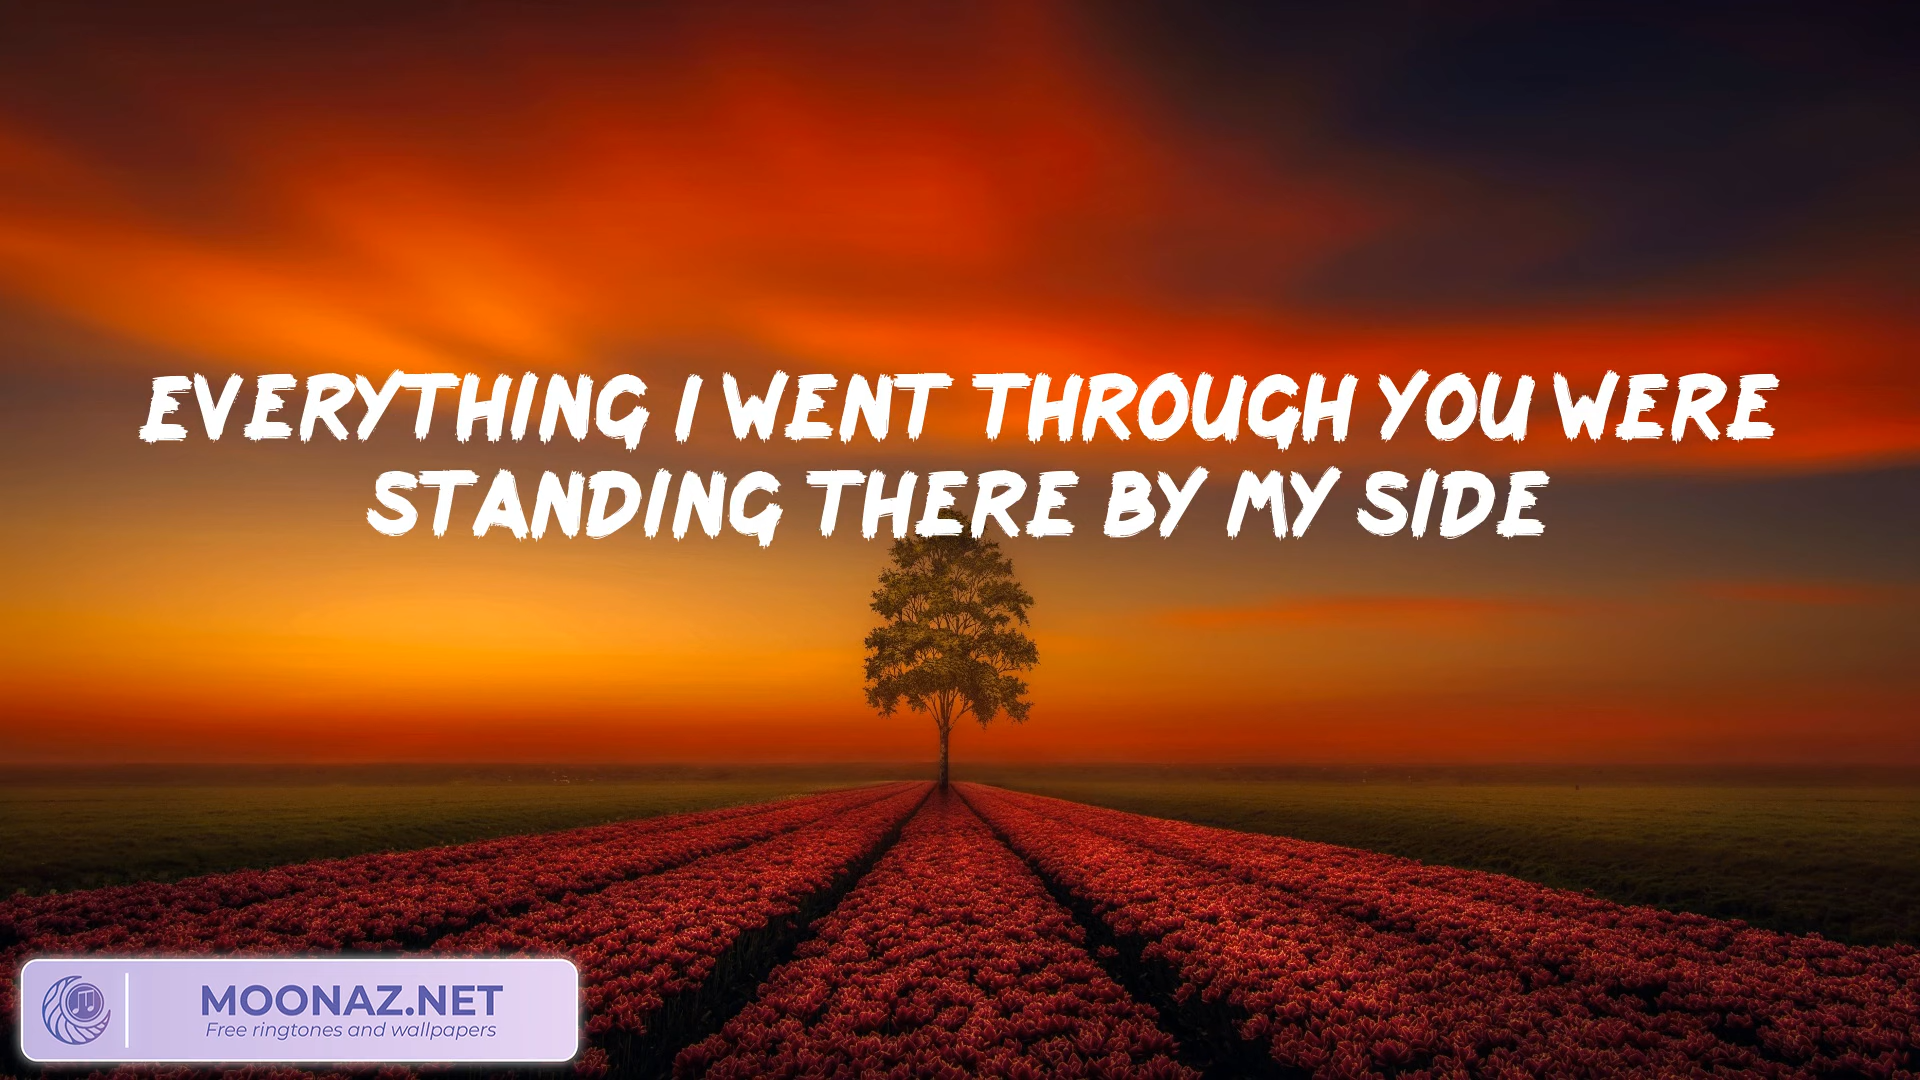 EVERYTHING I WENT THROUGH YOU WERE
STANDING THERE BY MY SIDE
MOONAZ.NET
Free ringtones and wallpapers